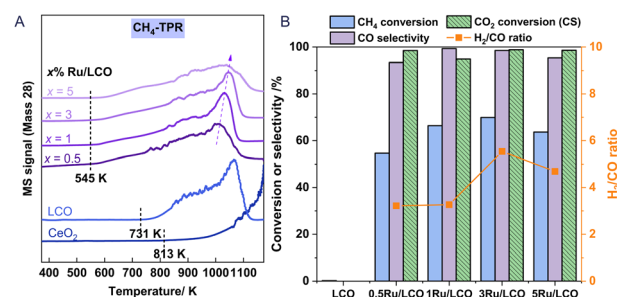 A
CH₄-TPR
x% Ru/LCO
x = 5
x = 3
x = 1
x = 0.5
545 K
LCO
731 K
CeO₂
813 K
MS signal (Mass 28)
400 500 600 700 800 900 1000 1100
Temperature/ K
B
CH₄ conversion
CO₂ conversion (CS)
CO selectivity
H₂/CO ratio
100
80
60
40
20
0
Conversion or selectivity /%
10
8
6
4
2
0
H₂/CO ratio
LCO 0.5Ru/LCO 1Ru/LCO 3Ru/LCO 5Ru/LCO